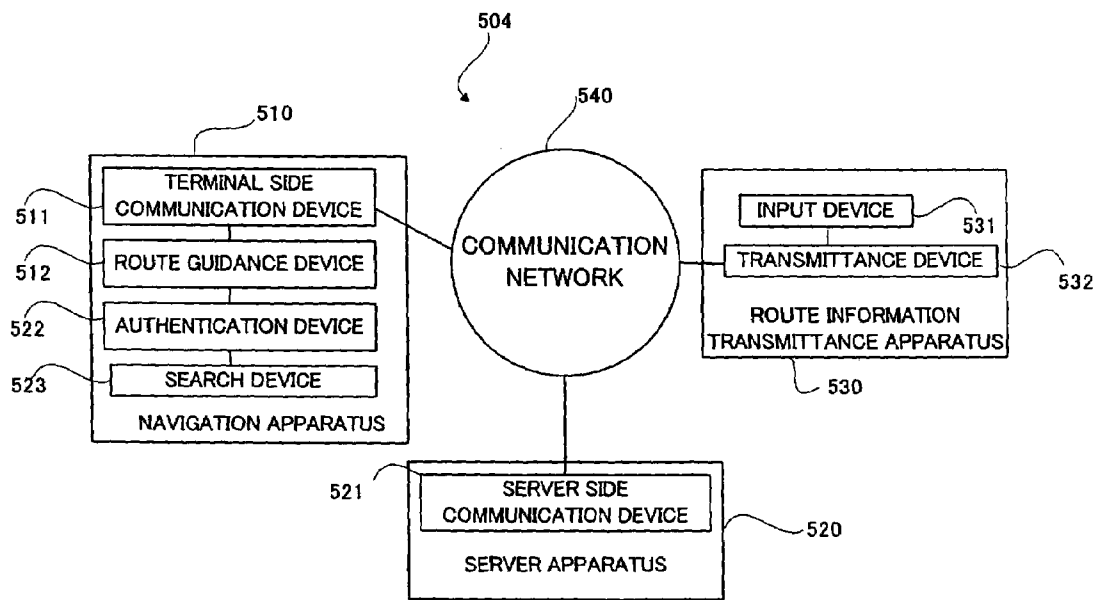 504
510
540
TERMINAL SIDE
COMMUNICATION DEVICE
511
ROUTE GUIDANCE DEVICE
512
AUTHENTICATION DEVICE
522
SEARCH DEVICE
523
NAVIGATION APPARATUS
COMMUNICATION
NETWORK
INPUT DEVICE
531
TRANSMITTANCE DEVICE
532
ROUTE INFORMATION
TRANSMITTANCE APPARATUS
530
521
SERVER SIDE
COMMUNICATION DEVICE
520
SERVER APPARATUS